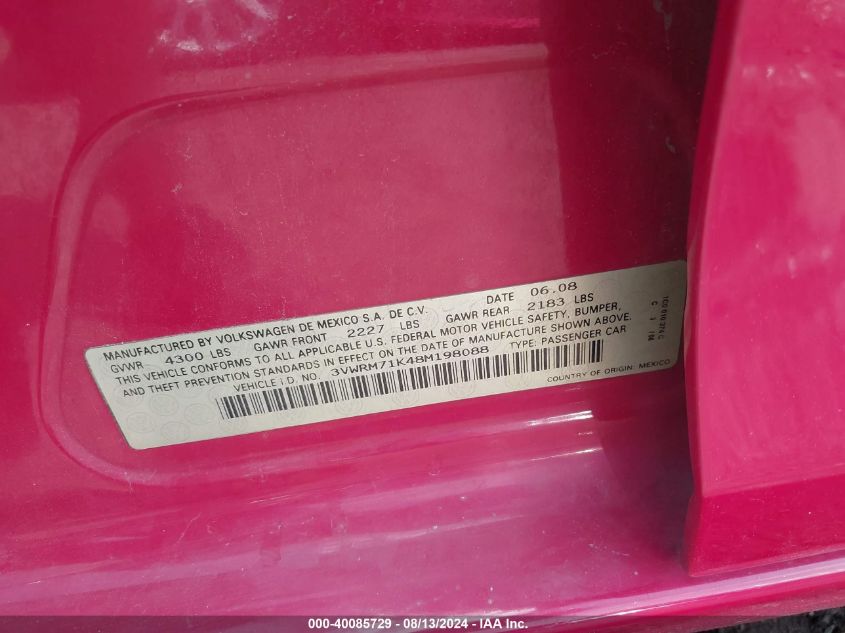 MANUFACTURED BY VOLKSWAGEN DE MEXICO S.A. DE C.V. DATE 06.08
GVWR 4300 LBS GAWR FRONT 2227 LBS GAWR REAR 2183 LBS
THIS VEHICLE CONFORMS TO ALL APPLICABLE U.S. FEDERAL MOTOR VEHICLE SAFETY, BUMPER,
AND THEFT PREVENTION STANDARDS IN EFFECT ON THE DATE OF MANUFACTURE SHOWN ABOVE.
VEHICLE I.D. NO. 3VWRM71K48M198088 TYPE: PASSENGER CAR
COUNTRY OF ORIGIN: MEXICO
000-40085729 - 08/13/2024 - IAA Inc.